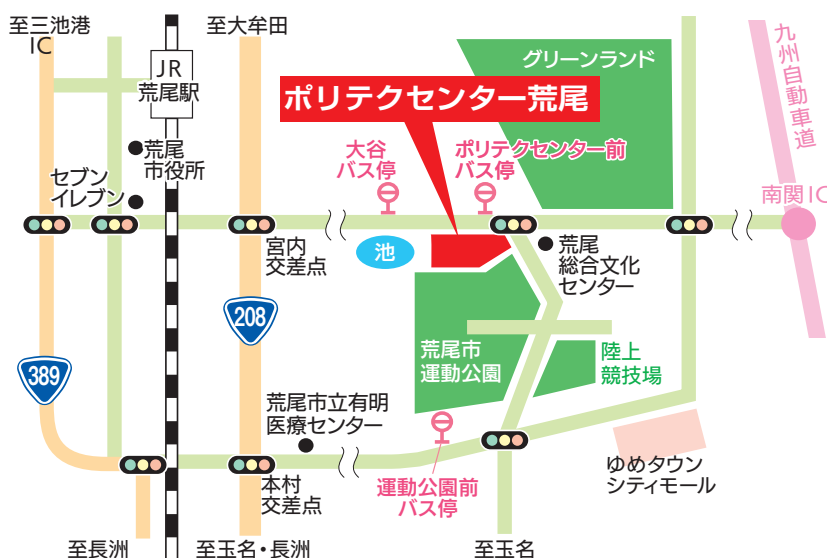 至三池港
IC
至大牟田
JR
荒尾駅
グリーンランド
九州自動車道
ポリテクセンター荒尾
荒尾
市役所
大谷
バス停
ポリテクセンター前
バス停
セブン
イレブン
南関IC
宮内
交差点
池
荒尾
総合文化
センター
208
389
荒尾市
運動公園
陸上
競技場
荒尾市立有明
医療センター
本村
交差点
運動公園前
バス停
ゆめタウン
シティモール
至長洲
至玉名・長洲
至玉名